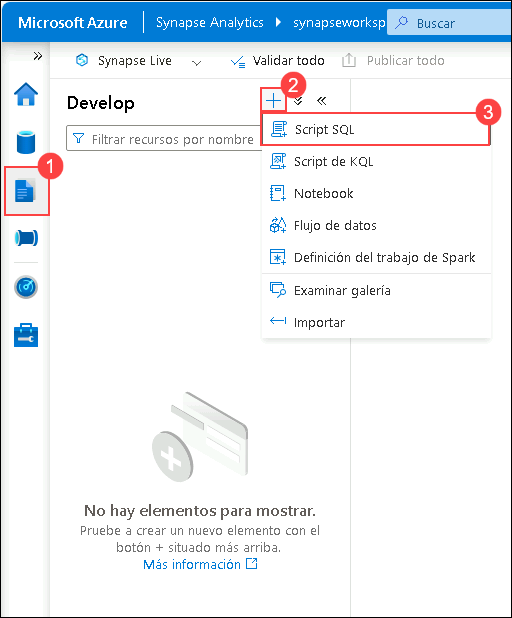 Microsoft Azure
Synapse Analytics
synapseworksp
Buscar
Synapse Live
Validar todo
Publicar todo
2
Develop
3
Filtrar recursos por nombre
Script SQL
1
Script de KQL
Notebook
Flujo de datos
Definición del trabajo de Spark
Examinar galería
Importar
No hay elementos para mostrar.
Pruebe a crear un nuevo elemento con el
botón + situado más arriba.
Más información